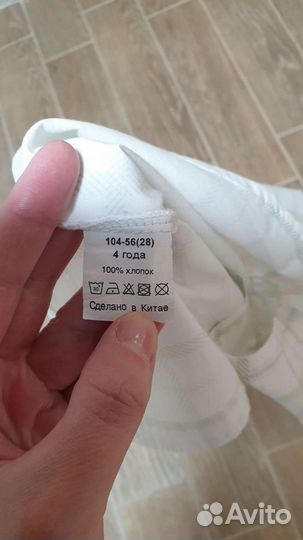 104-56(28)
4 года
100% хлопок
Сделано в Китае
Avito